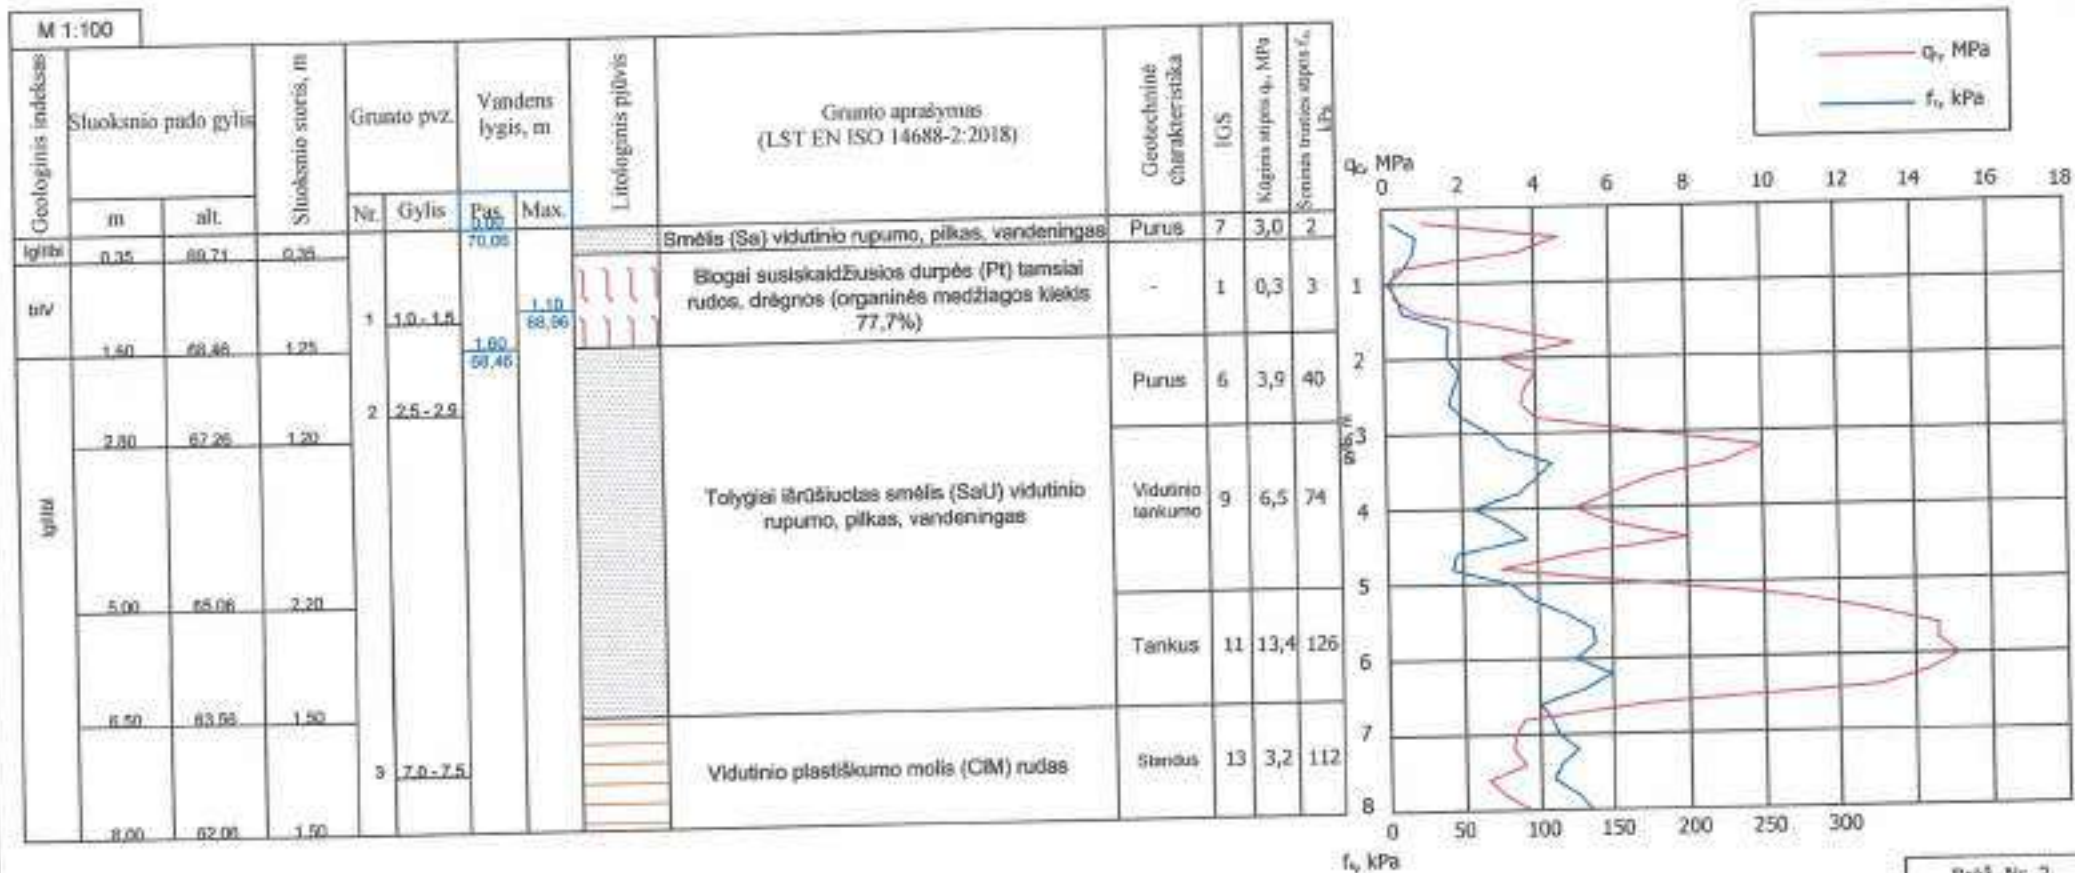 M 1:100
Geologinis indeksas
Sluoksnio pado gylis
m
alt.
Sluoksnio storis, m
Grunto pvz.
Nr.
Gylis
Vandens
lygis, m
Pas.
Max.
Litologinis pjūvis
Grunto aprašymas
(LST EN ISO 14688-2:2018)
Geotechninė
charakteristika
IGS
Kūginis stipris qc, MPa
Šoninės trinties stipris fs,
kPa
0,00
70,06
0,35
69,71
0,35
Smėlis (Sa) vidutinio rupumo, pilkas, vandeningas
Purus
7
3,0
2
bIV
1
1.0 - 1.5
1,10
68,96
Blogai susiskaidžiusios durpės (Pt) tamsiai
rudos, drėgnos (organinės medžiagos kiekis
77,7%)
-
1
0,3
3
1,60
68,46
1,25
1,60
68,46
Purus
6
3,9
40
2
2,5 - 2.9
2,80
67,26
1,20
Tolygiai išrūšiuotas smėlis (SaU) vidutinio
rupumo, pilkas, vandeningas
Vidutinio
tankumo
9
6,5
74
5,00
65,06
2,20
Tankus
11
13,4
126
6,50
63,56
1,50
3
7.0 - 7.5
Vidutinio plastiškumo molis (ClM) rudas
Standus
13
3,2
112
8,00
62,06
1,50
qc, MPa
fs, kPa
qc, MPa
0 2 4 6 8 10 12 14 16 18
1
2
3
gylis, m
4
5
6
7
8
0 50 100 150 200 250 300
fs, kPa